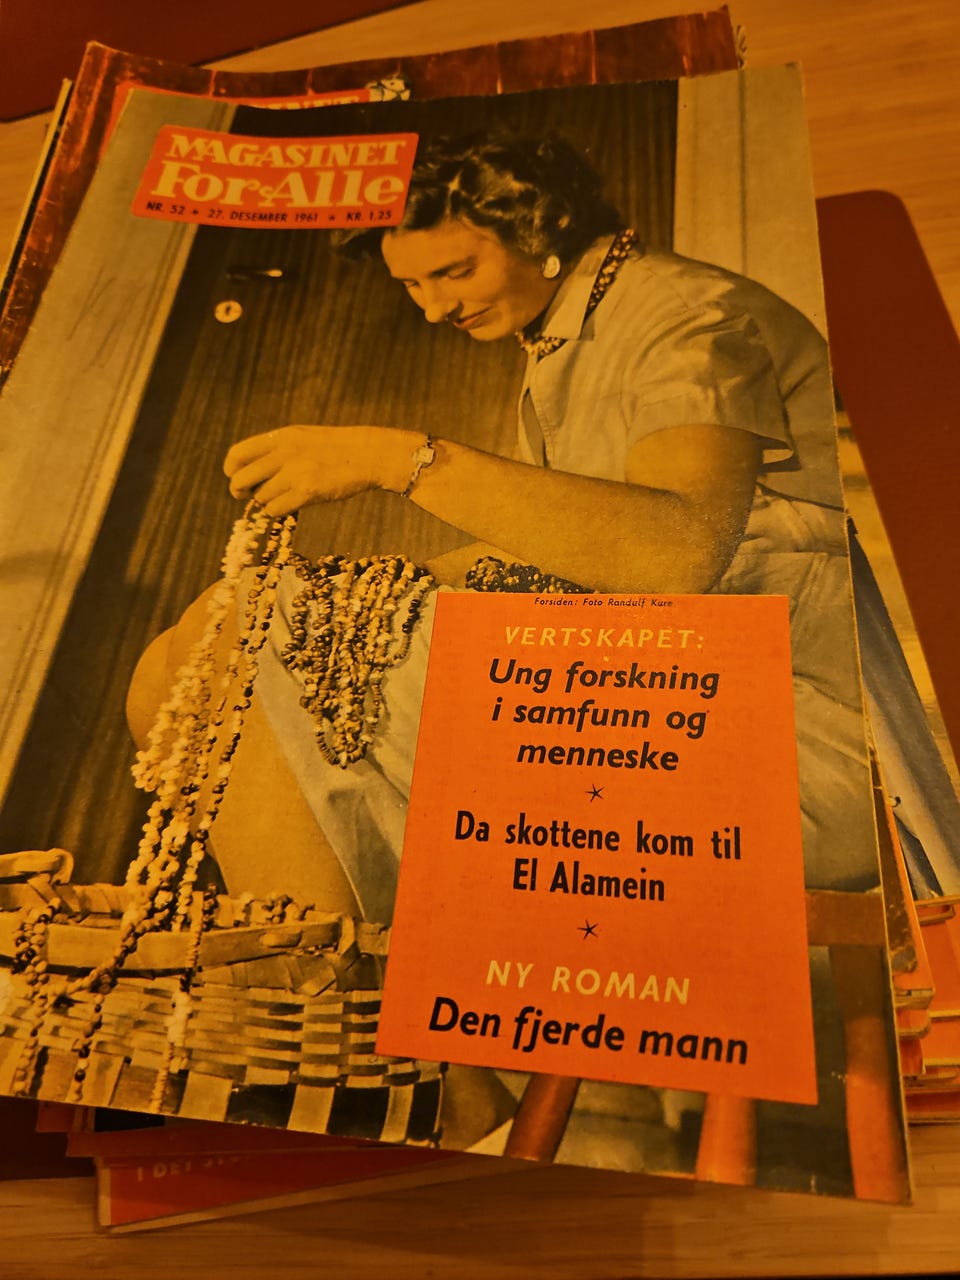 MAGASINET
For Alle
NR. 52 * 27. DESEMBER 1961 * KR. 1.25
Forsiden: Foto Randulf Kure
VERTSKAPET:
Ung forskning
i samfunn og
menneske
*
Da skottene kom til
El Alamein
*
NY ROMAN
Den fjerde mann
I DET